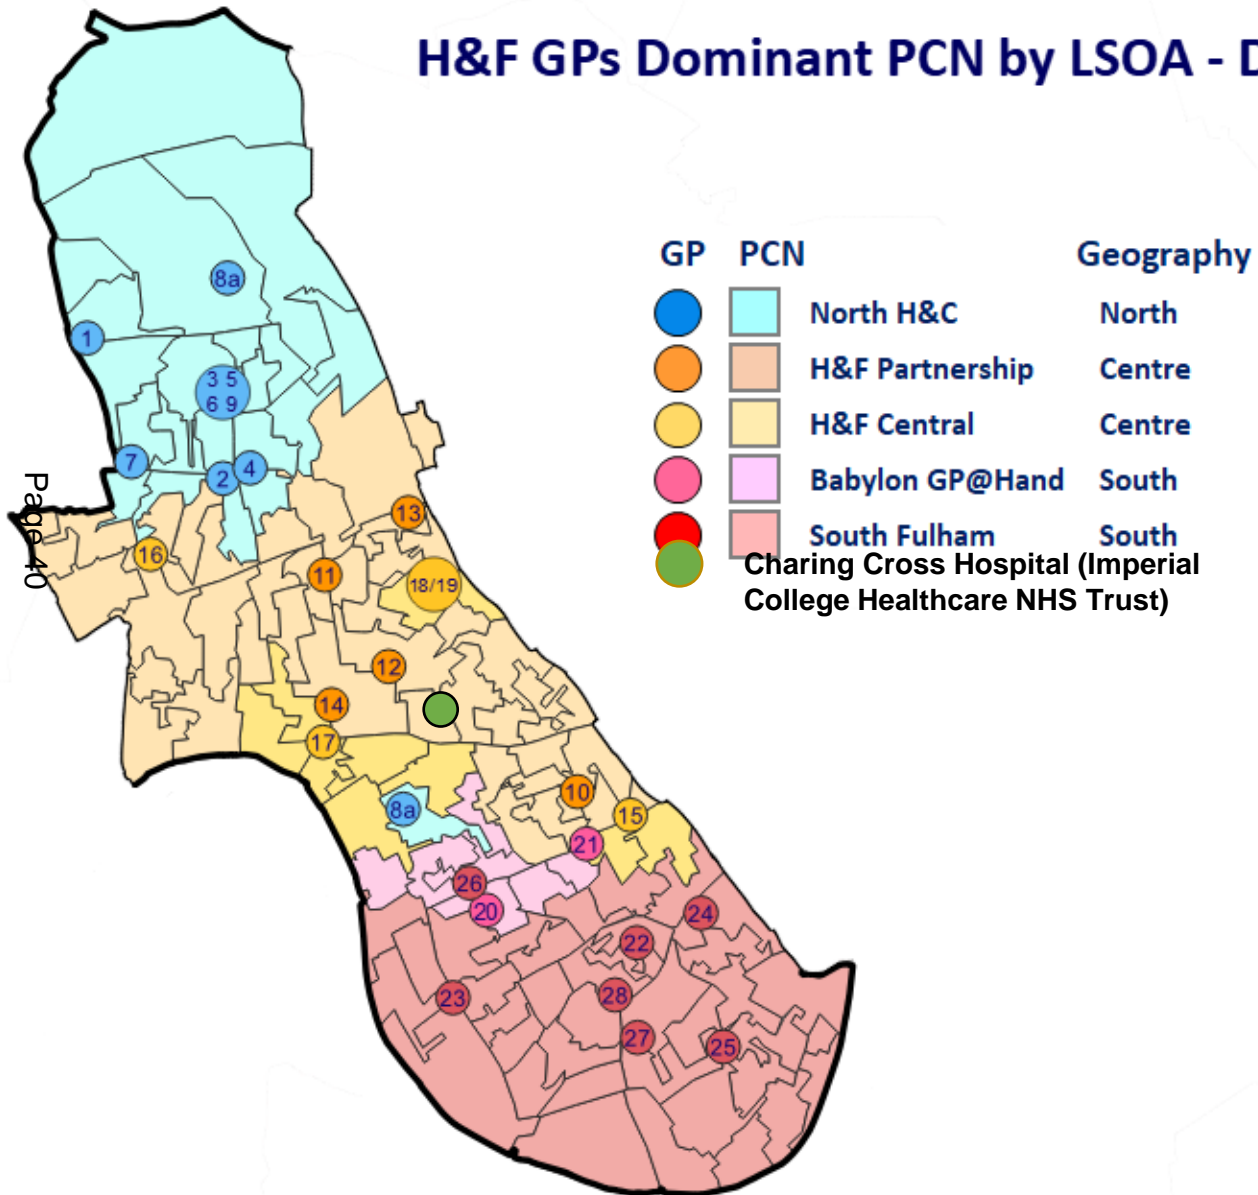 H&F GPs Dominant PCN by LSOA - D
GP PCN Geography
North H&C North
H&F Partnership Centre
H&F Central Centre
Babylon GP@Hand South
South Fulham South
Charing Cross Hospital (Imperial
College Healthcare NHS Trust)
Page 40
8a
1
3 5
6 9
7
4
2
13
16
11
18/19
12
14
17
10
8a
15
21
26
20
24
22
23
28
27
25